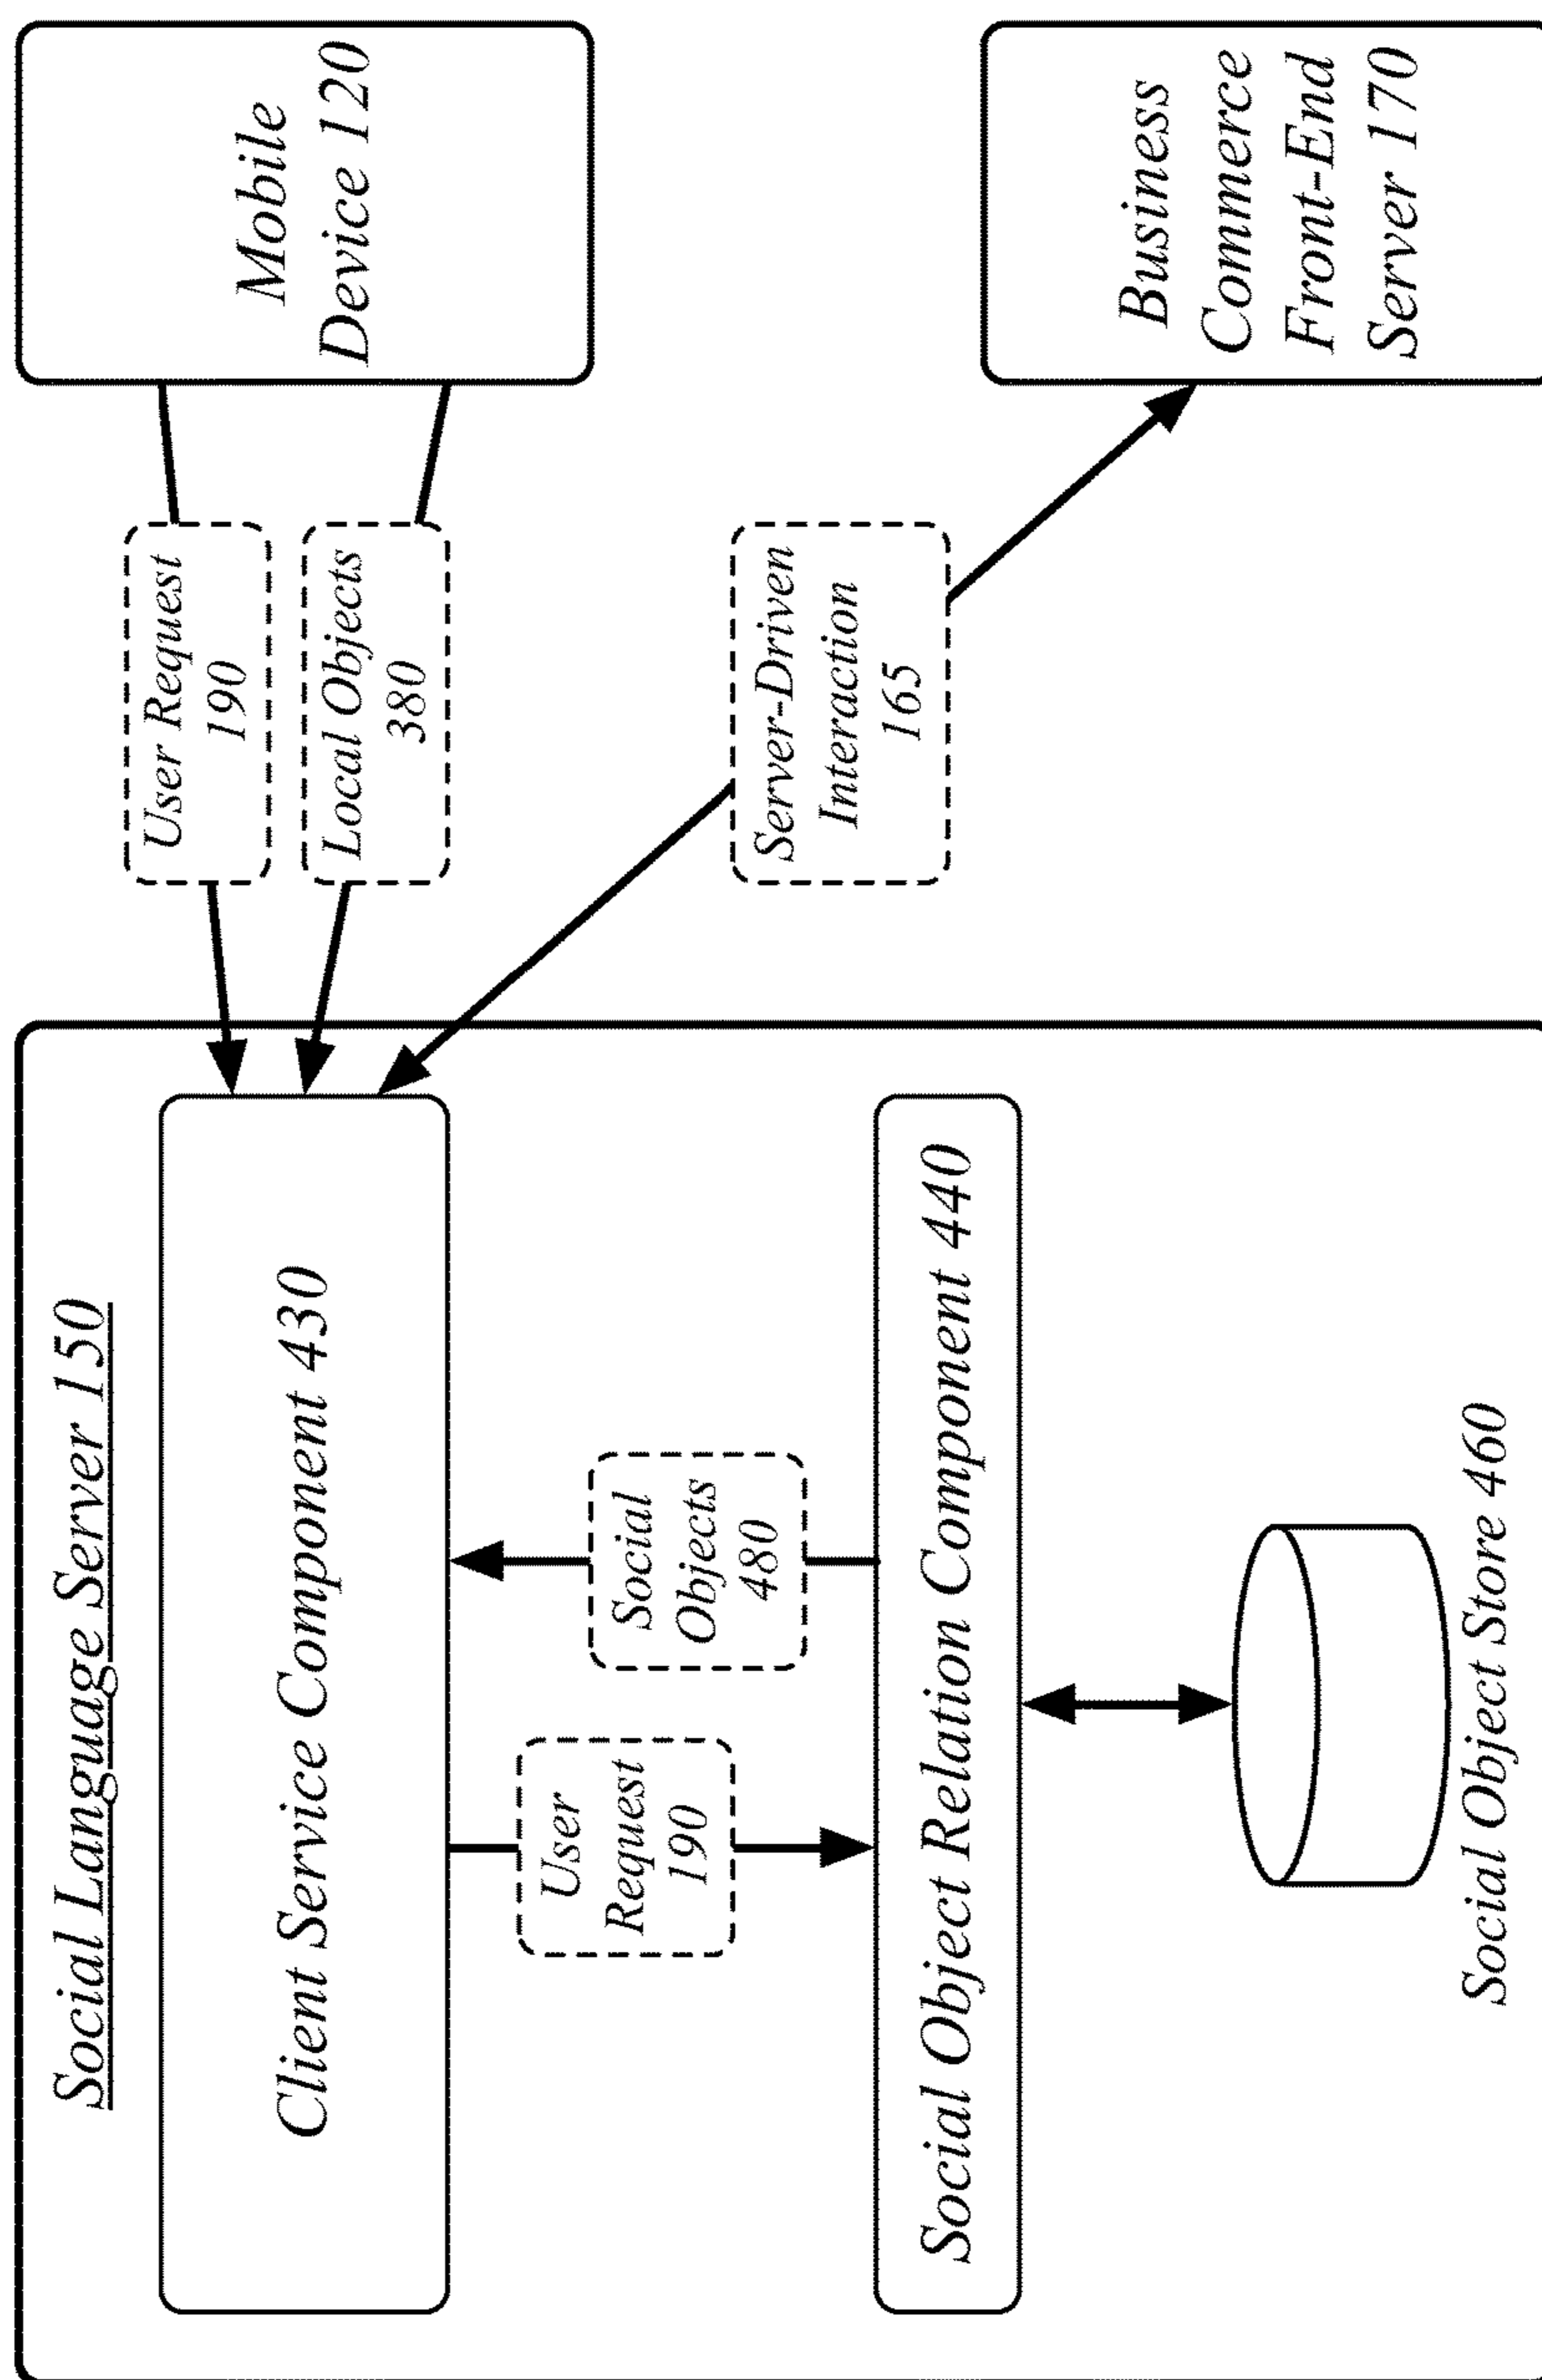 Social Language Server 150
Client Service Component 430
User
Request
190
Social
Objects
480
Social Object Relation Component 440
Social Object Store 460
User Request
190
Local Objects
380
Server-Driven
Interaction
165
Mobile
Device 120
Business
Commerce
Front-End
Server 170